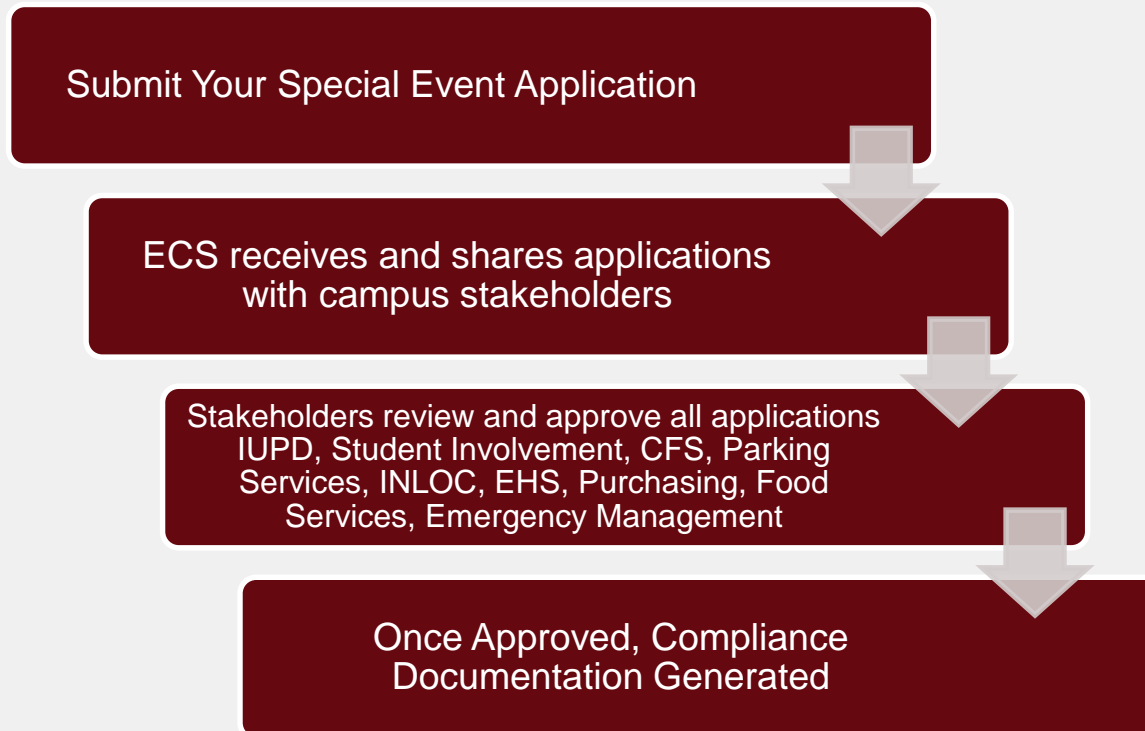 Submit Your Special Event Application
ECS receives and shares applications
with campus stakeholders
Stakeholders review and approve all applications
IUPD, Student Involvement, CFS, Parking
Services, INLOC, EHS, Purchasing, Food
Services, Emergency Management
Once Approved, Compliance
Documentation Generated